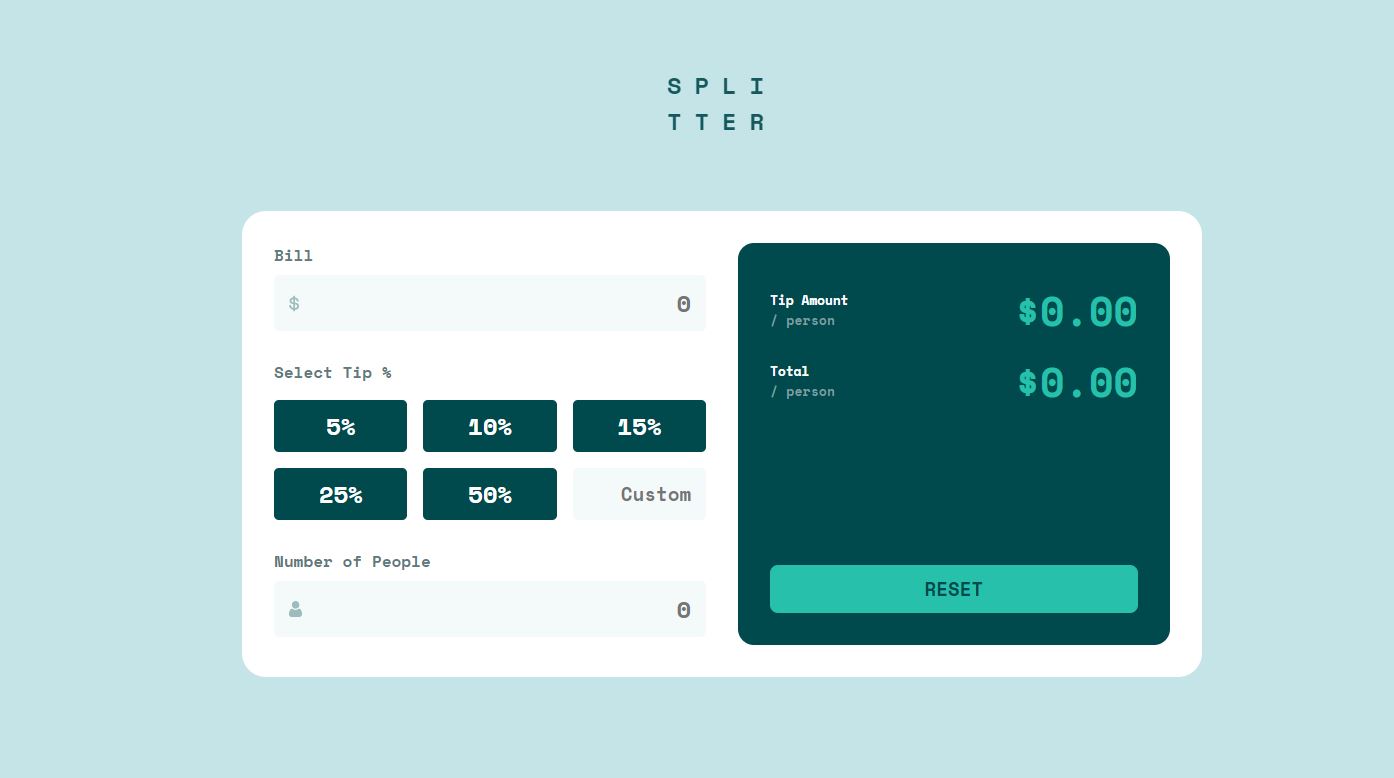 SPLI
TTER
Bill
$
0
Select Tip %
5%
10%
15%
25%
50%
Custom
Number of People
0
Tip Amount
/ person
$0.00
Total
/ person
$0.00
RESET